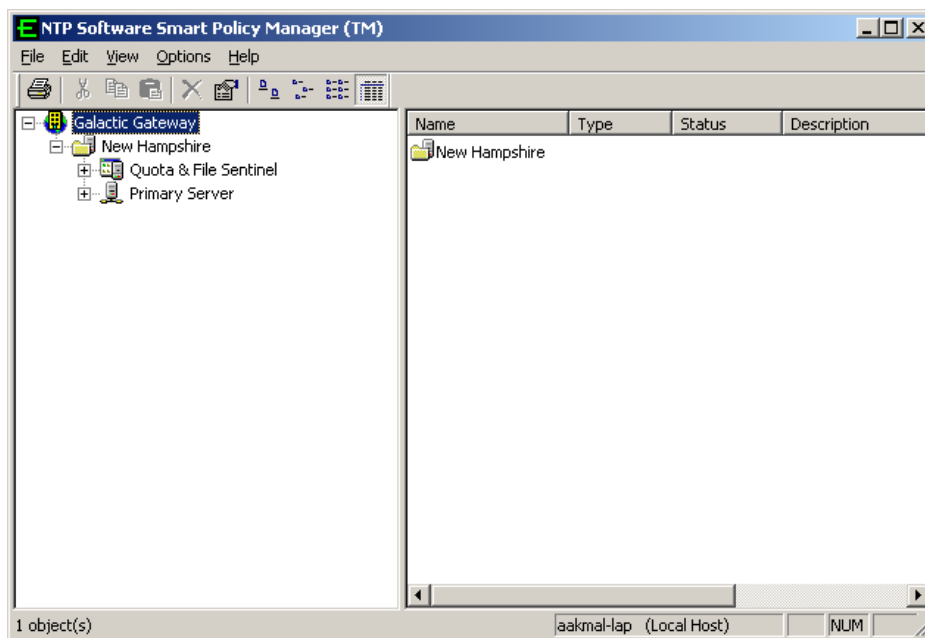 NTP Software Smart Policy Manager (TM)
File Edit View Options Help
Galactic Gateway
New Hampshire
Quota & File Sentinel
Primary Server
Name Type Status Description
New Hampshire
1 object(s) aakmal-lap (Local Host) NUM